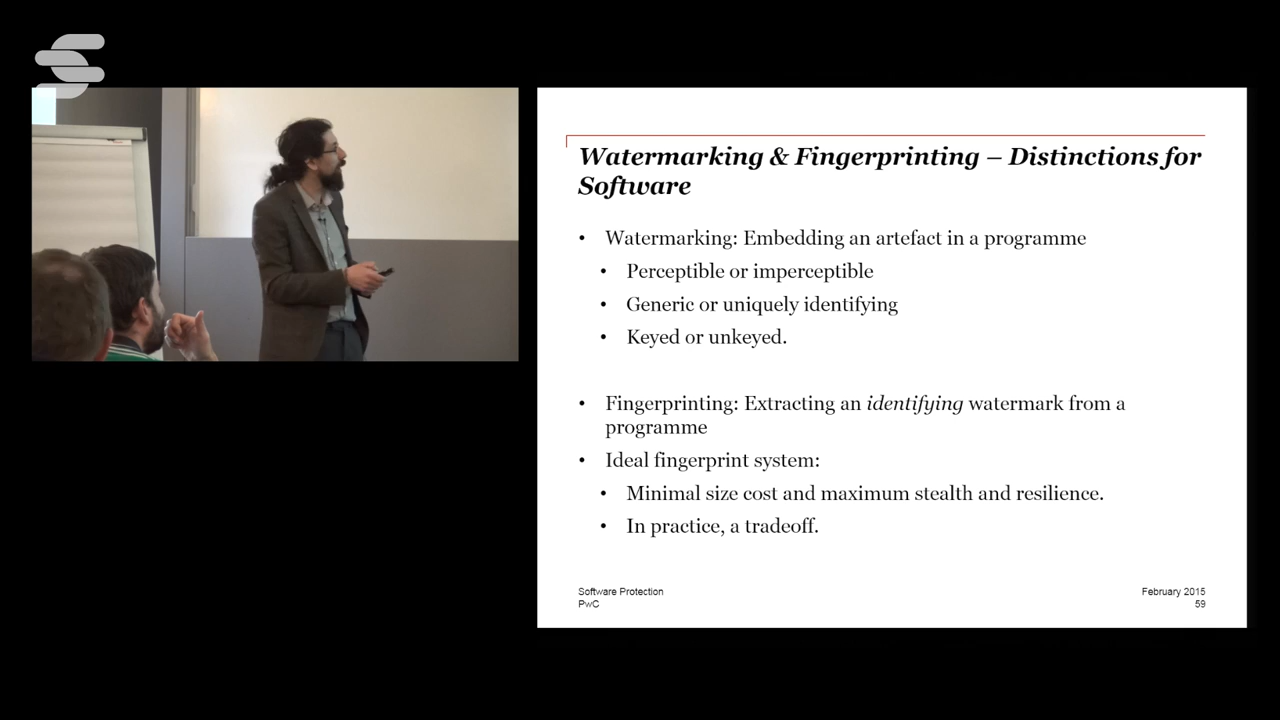 Watermarking & Fingerprinting – Distinctions for
Software
• Watermarking: Embedding an artefact in a programme
• Perceptible or imperceptible
• Generic or uniquely identifying
• Keyed or unkeyed.
• Fingerprinting: Extracting an identifying watermark from a
programme
• Ideal fingerprint system:
• Minimal size cost and maximum stealth and resilience.
• In practice, a tradeoff.
Software Protection
PwC
February 2015
59